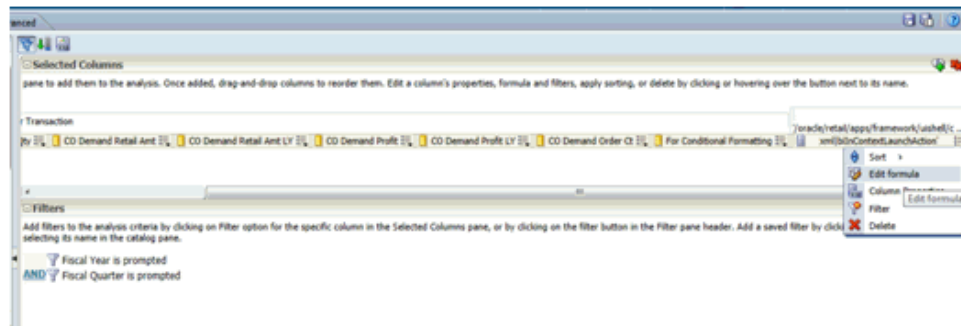 anced
Selected Columns
pane to add them to the analysis. Once added, drag-and-drop columns to reorder them. Edit a column's properties, formula and filters, apply sorting, or delete by clicking or hovering over the button next to its name.
r Transaction
/oracle/retail/apps/framework/uishell/c ...
ty CO Demand Retail Amt CO Demand Retail Amt LY CO Demand Profit CO Demand Profit LY CO Demand Order Ct For Conditional Formatting xml|biInContextLaunchAction'
Sort
Edit formula
Column
Edit formula
Filter
Delete
Filters
Add filters to the analysis criteria by clicking on Filter option for the specific column in the Selected Columns pane, or by clicking on the filter button in the Filter pane header. Add a saved filter by click
selecting its name in the catalog pane.
Fiscal Year is prompted
AND Fiscal Quarter is prompted